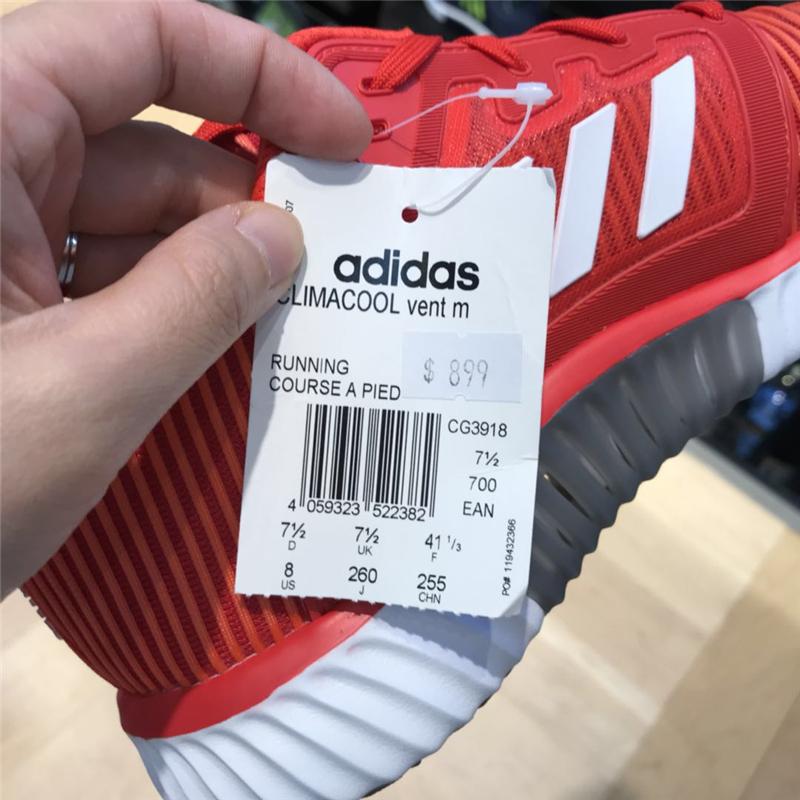 07
adidas
CLIMACOOL vent m
RUNNING
COURSE A PIED
$ 899
CG3918
7½
700
EAN
4 059323 522382
7½ D
7½ UK
41 1/3 F
8 US
260 J
255 CHN
PO# 119432366